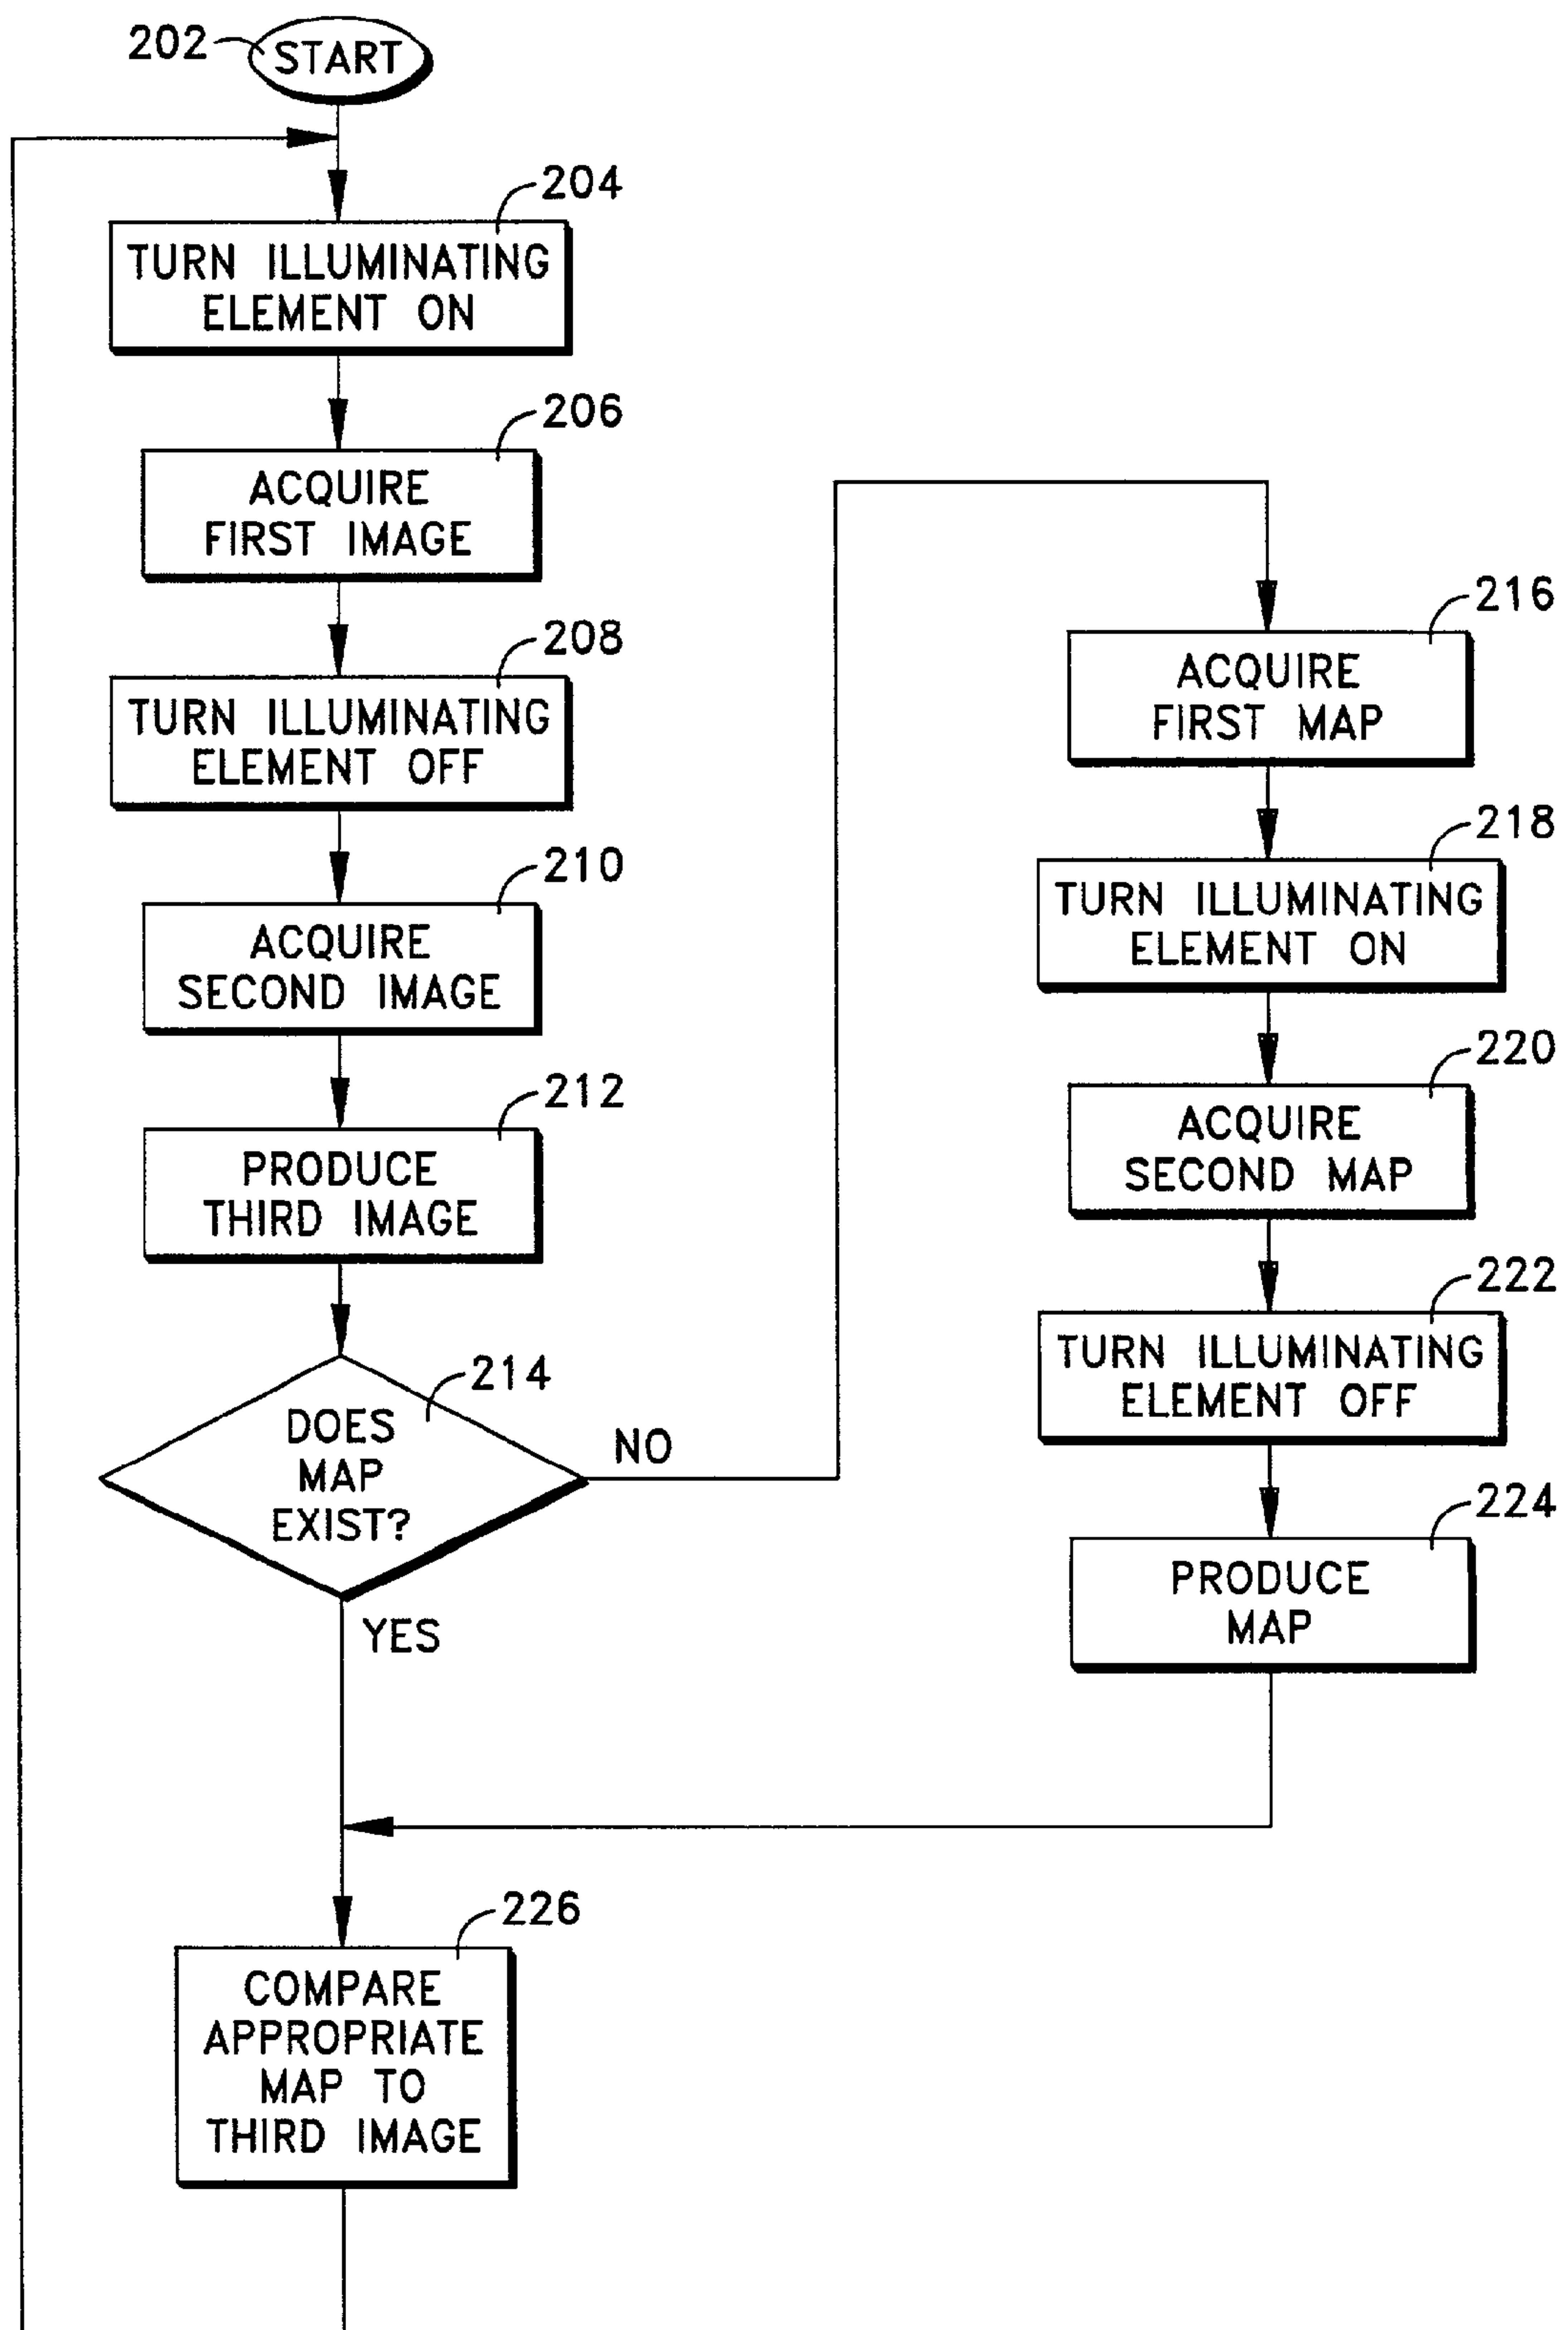 202
START
204
TURN ILLUMINATING
ELEMENT ON
206
ACQUIRE
FIRST IMAGE
208
TURN ILLUMINATING
ELEMENT OFF
210
ACQUIRE
SECOND IMAGE
212
PRODUCE
THIRD IMAGE
214
DOES
MAP
EXIST?
NO
YES
216
ACQUIRE
FIRST MAP
218
TURN ILLUMINATING
ELEMENT ON
220
ACQUIRE
SECOND MAP
222
TURN ILLUMINATING
ELEMENT OFF
224
PRODUCE
MAP
226
COMPARE
APPROPRIATE
MAP TO
THIRD IMAGE